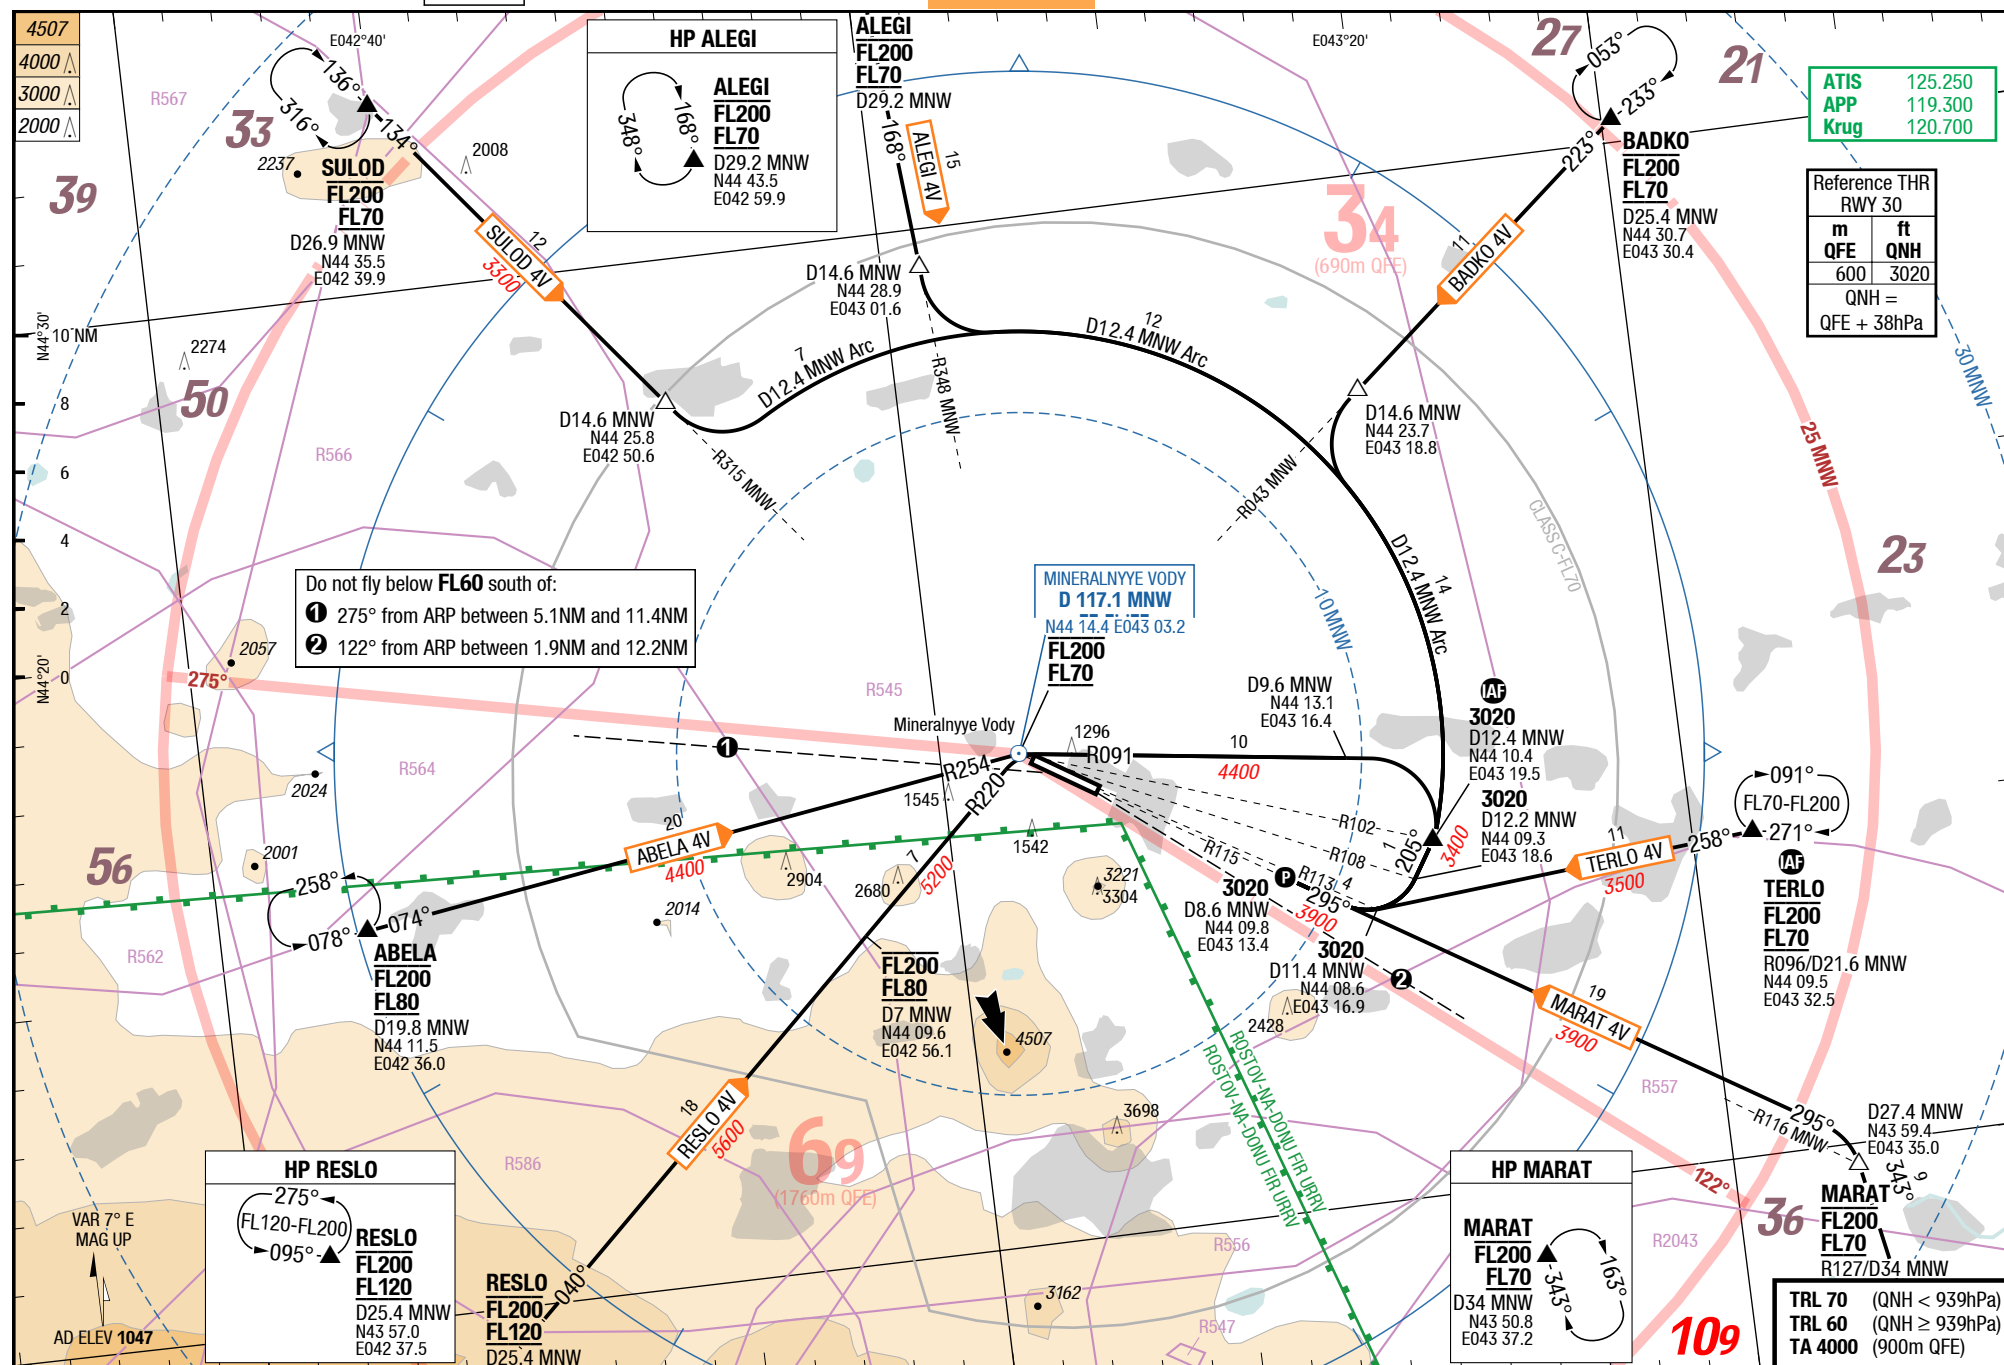 4507
4000
3000
2000
E042°40'
R567
33
39
50
56
136°
316°
134°
2237
2008
SULOD
FL200
FL70
D26.9 MNW
N44 35.5
E042 39.9
SULOD 4V
12
3300
HP ALEGI
348°
168°
ALEGI
FL200
FL70
D29.2 MNW
N44 43.5
E042 59.9
ALEGI
FL200
FL70
D29.2 MNW
168°
ALEGI 4V
15
E043°20'
27
21
053°
233°
223°
BADKO
FL200
FL70
D25.4 MNW
N44 30.7
E043 30.4
BADKO 4V
11
ATIS 125.250
APP 119.300
Krug 120.700
Reference THR
RWY 30
m ft
QFE QNH
600 3020
QNH =
QFE + 38hPa
34
(690m QFE)
D14.6 MNW
N44 28.9
E043 01.6
12
D12.4 MNW Arc
7
D12.4 MNW Arc
R348 MNW
N44°30'
10 NM
8
6
4
2
0
N44°20'
2274
D14.6 MNW
N44 25.8
E042 50.6
R315 MNW
R566
D14.6 MNW
N44 23.7
E043 18.8
R043 MNW
30 MNW
25 MNW
CLASS C-FL70
23
14
D12.4 MNW Arc
10 MNW
Do not fly below FL60 south of:
1 275° from ARP between 5.1NM and 11.4NM
2 122° from ARP between 1.9NM and 12.2NM
MINERALNYYE VODY
D 117.1 MNW
N44 14.4 E043 03.2
FL200
FL70
2057
275°
R545
R564
Mineralnyye Vody
1296
1
R091
R254
R220
1545
10
4400
D9.6 MNW
N44 13.1
E043 16.4
IAF
3020
D12.4 MNW
N44 10.4
E043 19.5
3020
D12.2 MNW
N44 09.3
E043 18.6
R102
R108
R115
R113
4
P
295°
3900
1
205°
3400
091°
FL70-FL200
271°
258°
IAF
TERLO
FL200
FL70
R096/D21.6 MNW
N44 09.5
E043 32.5
TERLO 4V
11
3500
2024
2001
20
ABELA 4V
4400
2904
2680
7
5200
1542
3221
3304
2014
258°
078°
074°
ABELA
FL200
FL80
D19.8 MNW
N44 11.5
E042 36.0
R562
3020
D8.6 MNW
N44 09.8
E043 13.4
3020
D11.4 MNW
N44 08.6
E043 16.9
2
2428
FL200
FL80
D7 MNW
N44 09.6
E042 56.1
4507
19
MARAT 4V
3900
R557
ROSTOV-NA-DONU FIR URRV
ROSTOV-NA-DONU FIR URRV
3698
295°
R116 MNW
D27.4 MNW
N43 59.4
E043 35.0
9
343°
122°
36
MARAT
FL200
FL70
R127/D34 MNW
18
RESLO 4V
5600
R586
69
(1760m QFE)
HP RESLO
275°
FL120-FL200
095°
RESLO
FL200
FL120
D25.4 MNW
N43 57.0
E042 37.5
VAR 7° E
MAG UP
AD ELEV 1047
RESLO
FL200
FL120
D25.4 MNW
040°
3162
R556
R547
HP MARAT
MARAT
FL200
FL70
D34 MNW
N43 50.8
E043 37.2
343°
163°
R2043
109
TRL 70 (QNH < 939hPa)
TRL 60 (QNH ≥ 939hPa)
TA 4000 (900m QFE)